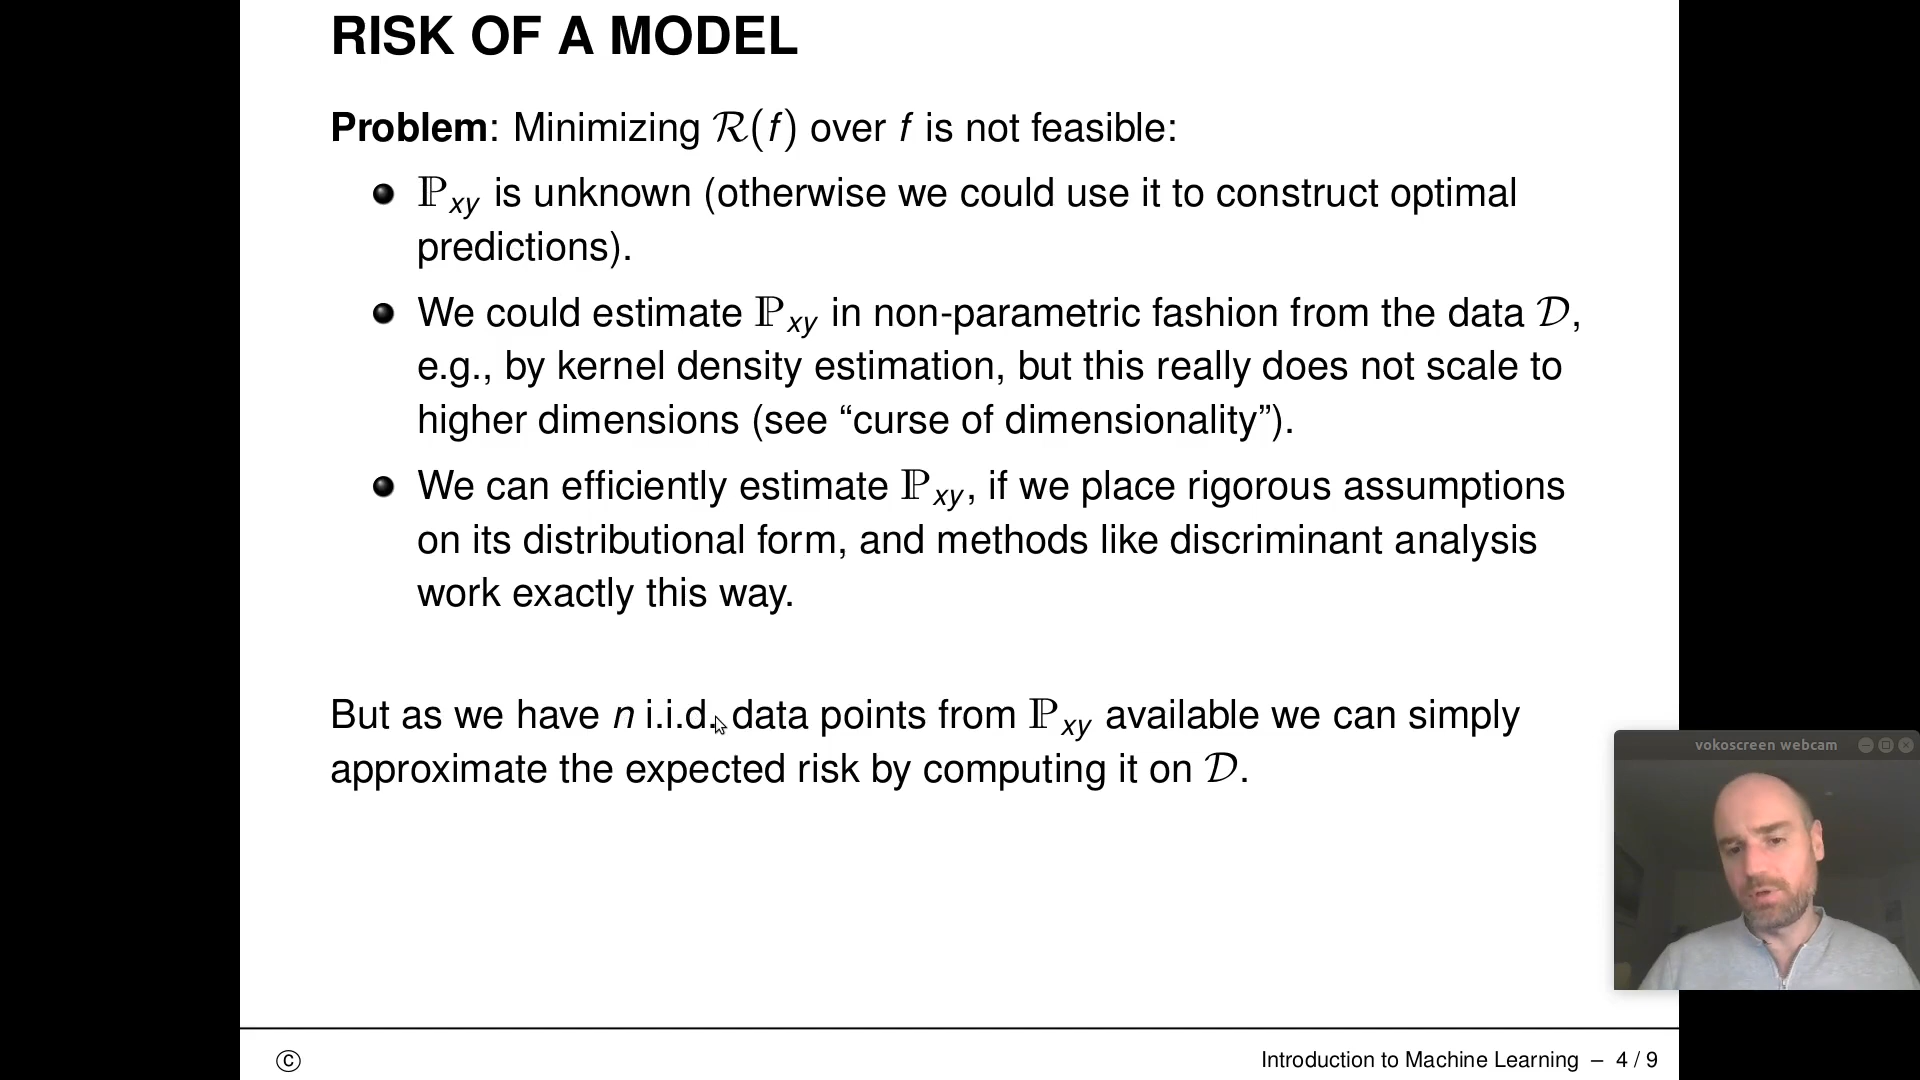 RISK OF A MODEL
Problem: Minimizing ℛ(f) over f is not feasible:
ℙxy is unknown (otherwise we could use it to construct optimal
predictions).
We could estimate ℙxy in non-parametric fashion from the data 𝒟,
e.g., by kernel density estimation, but this really does not scale to
higher dimensions (see “curse of dimensionality”).
We can efficiently estimate ℙxy, if we place rigorous assumptions
on its distributional form, and methods like discriminant analysis
work exactly this way.
But as we have n i.i.d. data points from ℙxy available we can simply
approximate the expected risk by computing it on 𝒟.
vokoscreen webcam
© Introduction to Machine Learning – 4 / 9